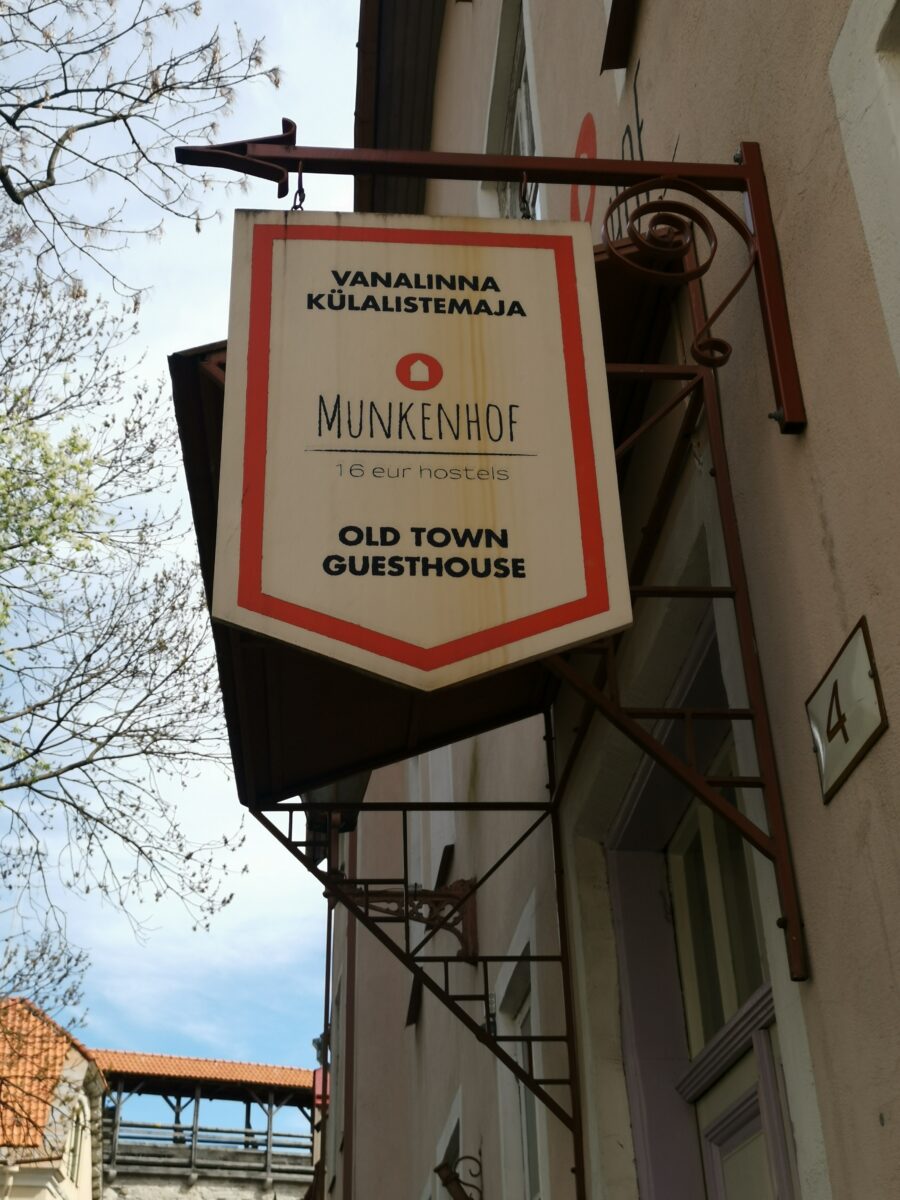 VANALINNA
KÜLALISTEMAJA
MUNKENHOF
16 eur hostels
OLD TOWN
GUESTHOUSE
4